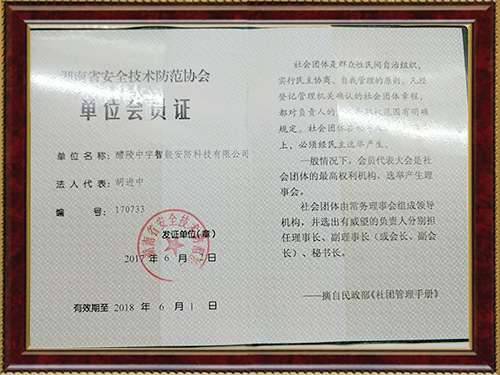 湖南省安全技术防范协会
单位会员证
单位名称：醴陵中宇智能安防科技有限公司
法人代表：胡进中
编 号：170733
发证单位(章)
2017 年 6 月 2 日
有效期至 2018 年 6 月 1 日
社会团体是群众性民间自治组织，
实行民主协商、自我管理的原则。凡经
登记管理机关确认的社会团体章程，
都对负责人的 范围有明确
规定。社会团体
上、必须经民主选举产生。
一般情况下，会员代表大会是社
会团体的最高权利机构，选举产生理
事会。
社会团体由常务理事会组成领导
机构，并选出有威望的负责人分别担
任理事长、副理事长（或会长、副会
长）、秘书长。
——摘自民政部《社团管理手册》